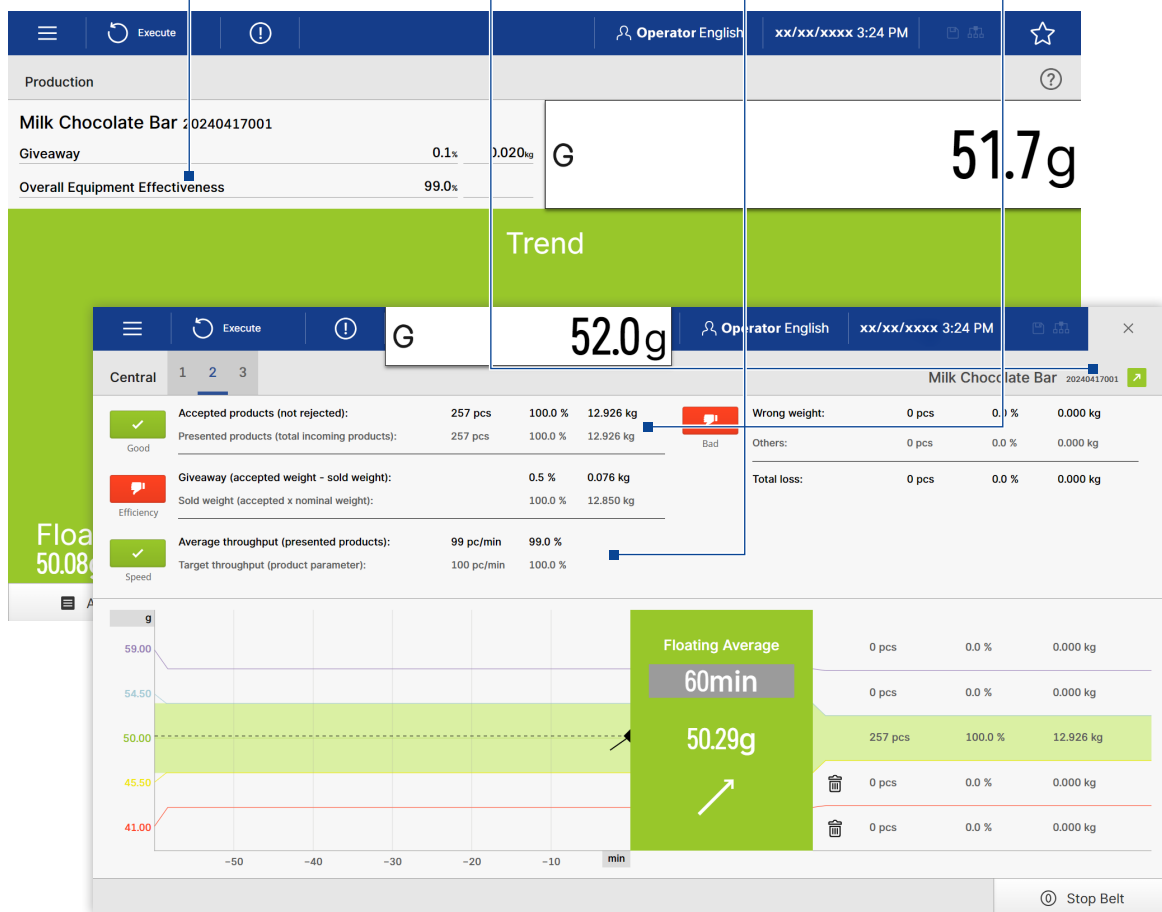 Execute
Operator English
xx/xx/xxxx 3:24 PM
Production
Milk Chocolate Bar 20240417001
Giveaway 0.1% 0.020kg
Overall Equipment Effectiveness 99.0%
G 51.7g
Trend
Execute
G 52.0g
Operator English
xx/xx/xxxx 3:24 PM
Central 1 2 3
Milk Chocolate Bar 20240417001
Good
Accepted products (not rejected): 257 pcs 100.0 % 12.926 kg
Presented products (total incoming products): 257 pcs 100.0 % 12.926 kg
Bad
Wrong weight: 0 pcs 0.0 % 0.000 kg
Others: 0 pcs 0.0 % 0.000 kg
Total loss: 0 pcs 0.0 % 0.000 kg
Efficiency
Giveaway (accepted weight - sold weight): 0.5 % 0.076 kg
Sold weight (accepted x nominal weight): 100.0 % 12.850 kg
Speed
Average throughput (presented products): 99 pc/min 99.0 %
Target throughput (product parameter): 100 pc/min 100.0 %
Floa
50.08g
A
g
59.00
54.50
50.00
45.50
41.00
-50 -40 -30 -20 -10 min
Floating Average
60min
50.29g
0 pcs 0.0 % 0.000 kg
0 pcs 0.0 % 0.000 kg
257 pcs 100.0 % 12.926 kg
0 pcs 0.0 % 0.000 kg
0 pcs 0.0 % 0.000 kg
Stop Belt